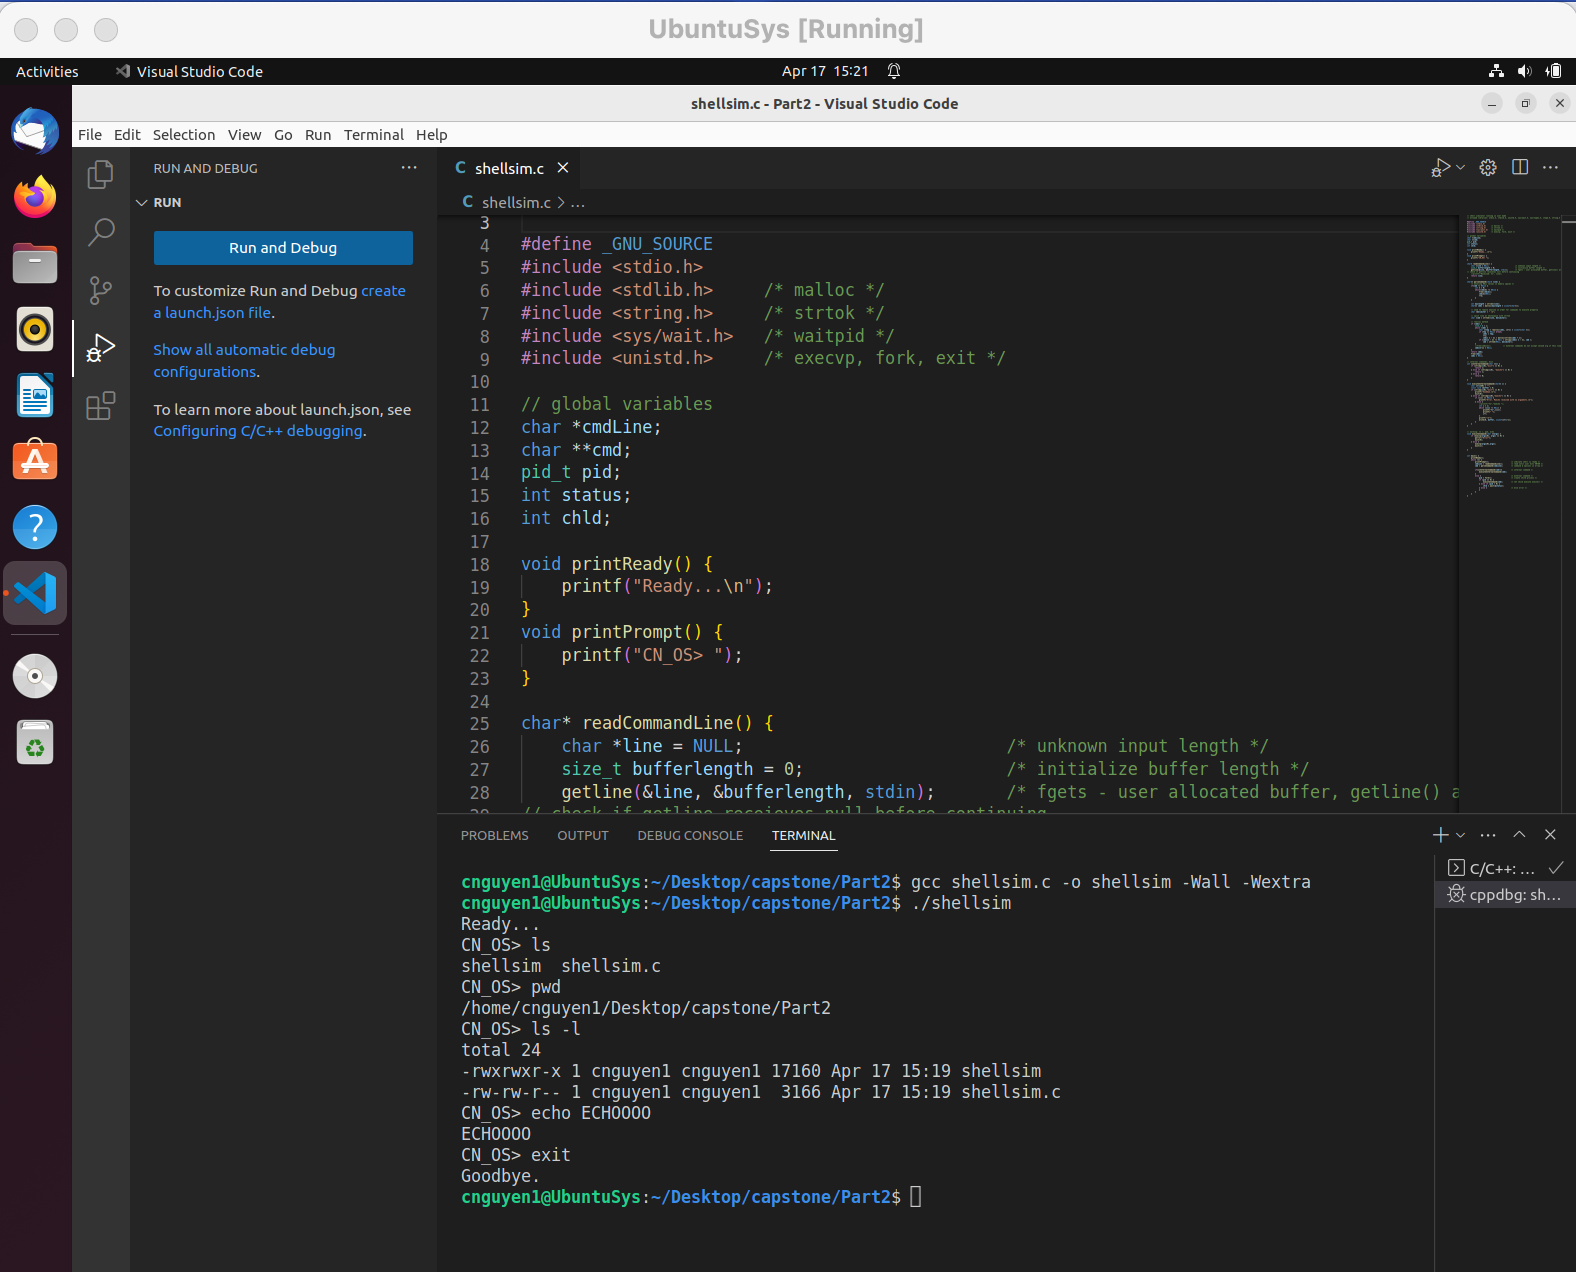 UbuntuSys [Running]
Activities
Visual Studio Code
Apr 17 15:21
shellsim.c - Part2 - Visual Studio Code
File Edit Selection View Go Run Terminal Help
RUN AND DEBUG
RUN
Run and Debug
To customize Run and Debug create
a launch.json file.
Show all automatic debug
configurations.
To learn more about launch.json, see
Configuring C/C++ debugging.
C shellsim.c
C shellsim.c > ...
3
4 #define _GNU_SOURCE
5 #include <stdio.h>
6 #include <stdlib.h> /* malloc */
7 #include <string.h> /* strtok */
8 #include <sys/wait.h> /* waitpid */
9 #include <unistd.h> /* execvp, fork, exit */
10
11 // global variables
12 char *cmdLine;
13 char **cmd;
14 pid_t pid;
15 int status;
16 int chld;
17
18 void printReady() {
19 printf("Ready...\n");
20 }
21 void printPrompt() {
22 printf("CN_OS> ");
23 }
24
25 char* readCommandLine() {
26 char *line = NULL; /* unknown input length */
27 size_t bufferlength = 0; /* initialize buffer length */
28 getline(&line, &bufferlength, stdin); /* fgets - user allocated buffer, getline() a
PROBLEMS OUTPUT DEBUG CONSOLE TERMINAL
C/C++: ...
cppdbg: sh...
cnguyen1@UbuntuSys:~/Desktop/capstone/Part2$ gcc shellsim.c -o shellsim -Wall -Wextra
cnguyen1@UbuntuSys:~/Desktop/capstone/Part2$ ./shellsim
Ready...
CN_OS> ls
shellsim shellsim.c
CN_OS> pwd
/home/cnguyen1/Desktop/capstone/Part2
CN_OS> ls -l
total 24
-rwxrwxr-x 1 cnguyen1 cnguyen1 17160 Apr 17 15:19 shellsim
-rw-rw-r-- 1 cnguyen1 cnguyen1 3166 Apr 17 15:19 shellsim.c
CN_OS> echo ECHOOOO
ECHOOOO
CN_OS> exit
Goodbye.
cnguyen1@UbuntuSys:~/Desktop/capstone/Part2$